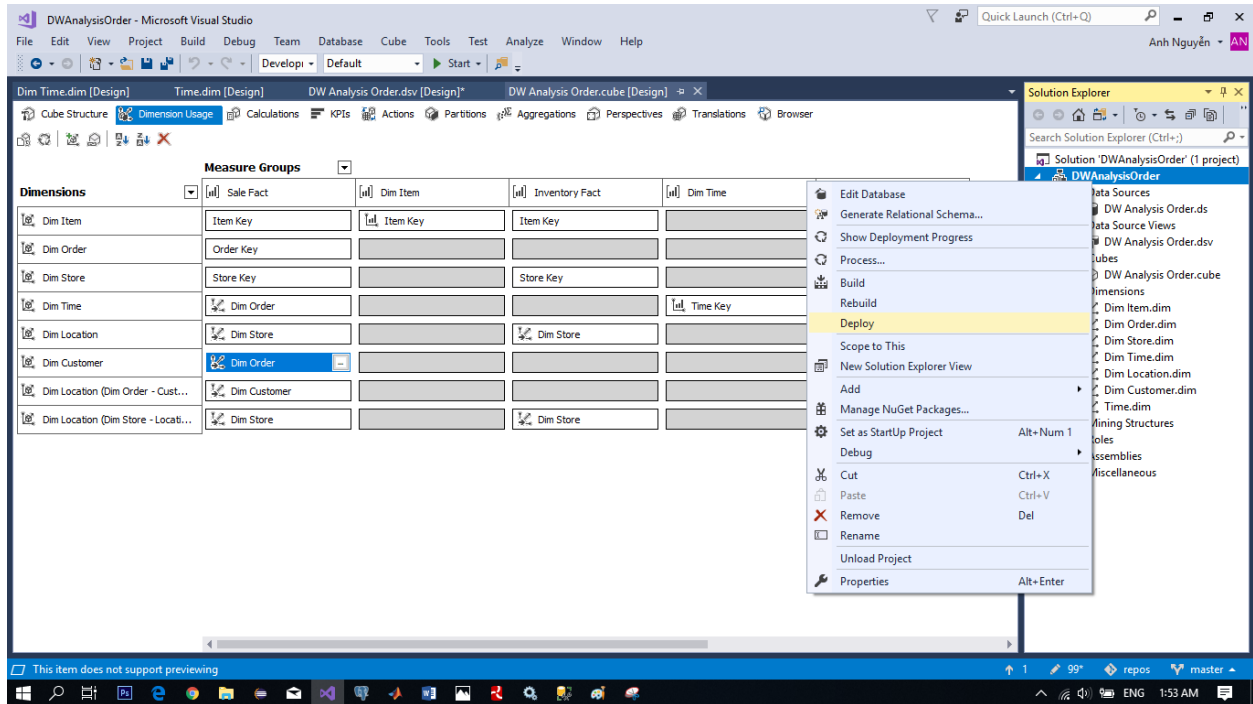 DWAnalysisOrder - Microsoft Visual Studio
Quick Launch (Ctrl+Q)
File Edit View Project Build Debug Team Database Cube Tools Test Analyze Window Help
Anh Nguyễn AN
Developr Default Start
Dim Time.dim [Design] Time.dim [Design] DW Analysis Order.dsv [Design]* DW Analysis Order.cube [Design]
Cube Structure Dimension Usage Calculations KPIs Actions Partitions Aggregations Perspectives Translations Browser
Measure Groups
Dimensions Sale Fact Dim Item Inventory Fact Dim Time
Dim Item Item Key Item Key Item Key
Dim Order Order Key
Dim Store Store Key Store Key
Dim Time Dim Order Time Key
Dim Location Dim Store Dim Store
Dim Customer Dim Order ...
Dim Location (Dim Order - Cust... Dim Customer
Dim Location (Dim Store - Locati... Dim Store Dim Store
Edit Database
Generate Relational Schema...
Show Deployment Progress
Process...
Build
Rebuild
Deploy
Scope to This
New Solution Explorer View
Add
Manage NuGet Packages...
Set as StartUp Project Alt+Num 1
Debug
Cut Ctrl+X
Paste Ctrl+V
Remove Del
Rename
Unload Project
Properties Alt+Enter
Solution Explorer
Search Solution Explorer (Ctrl+;)
Solution 'DWAnalysisOrder' (1 project)
DWAnalysisOrder
ata Sources
DW Analysis Order.ds
ata Source Views
DW Analysis Order.dsv
ubes
DW Analysis Order.cube
imensions
Dim Item.dim
Dim Order.dim
Dim Store.dim
Dim Time.dim
Dim Location.dim
Dim Customer.dim
Time.dim
Mining Structures
oles
ssemblies
Miscellaneous
This item does not support previewing
1 99* repos master
Ps ENG 1:53 AM